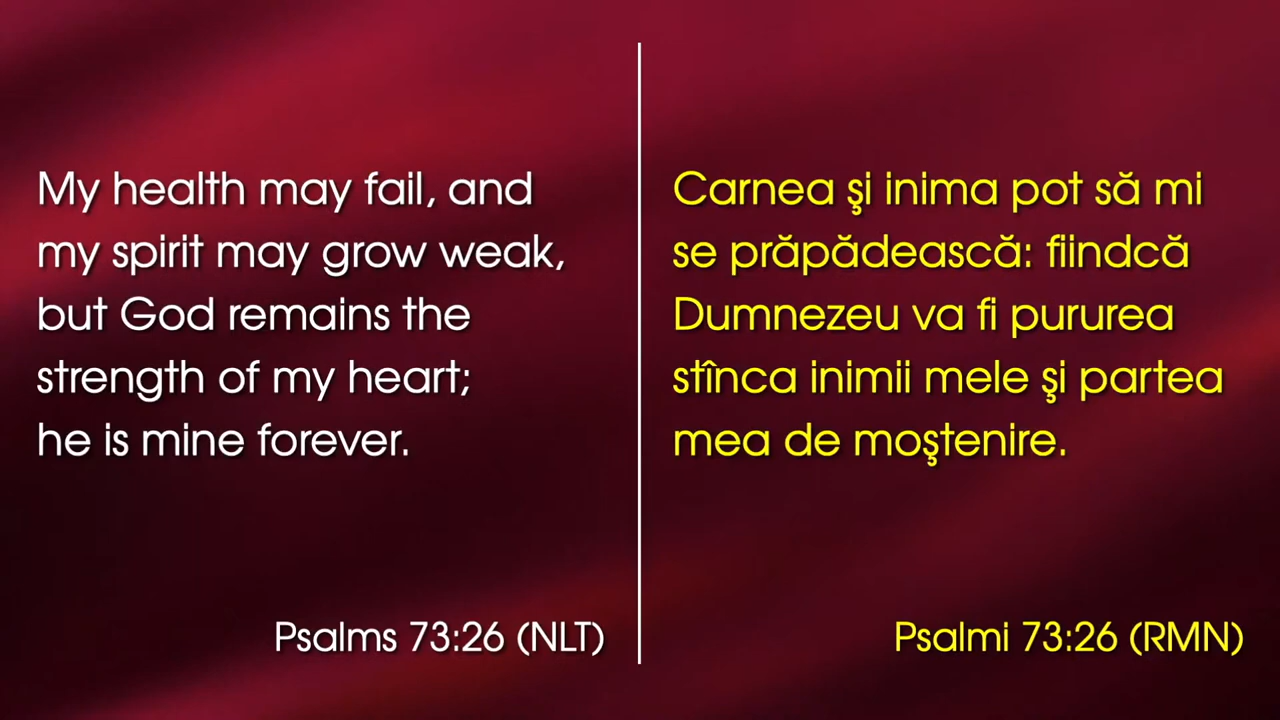 My health may fail, and
my spirit may grow weak,
but God remains the
strength of my heart;
he is mine forever.
Psalms 73:26 (NLT)
Carnea şi inima pot să mi
se prăpădească: fiindcă
Dumnezeu va fi pururea
stînca inimii mele şi partea
mea de moştenire.
Psalmi 73:26 (RMN)